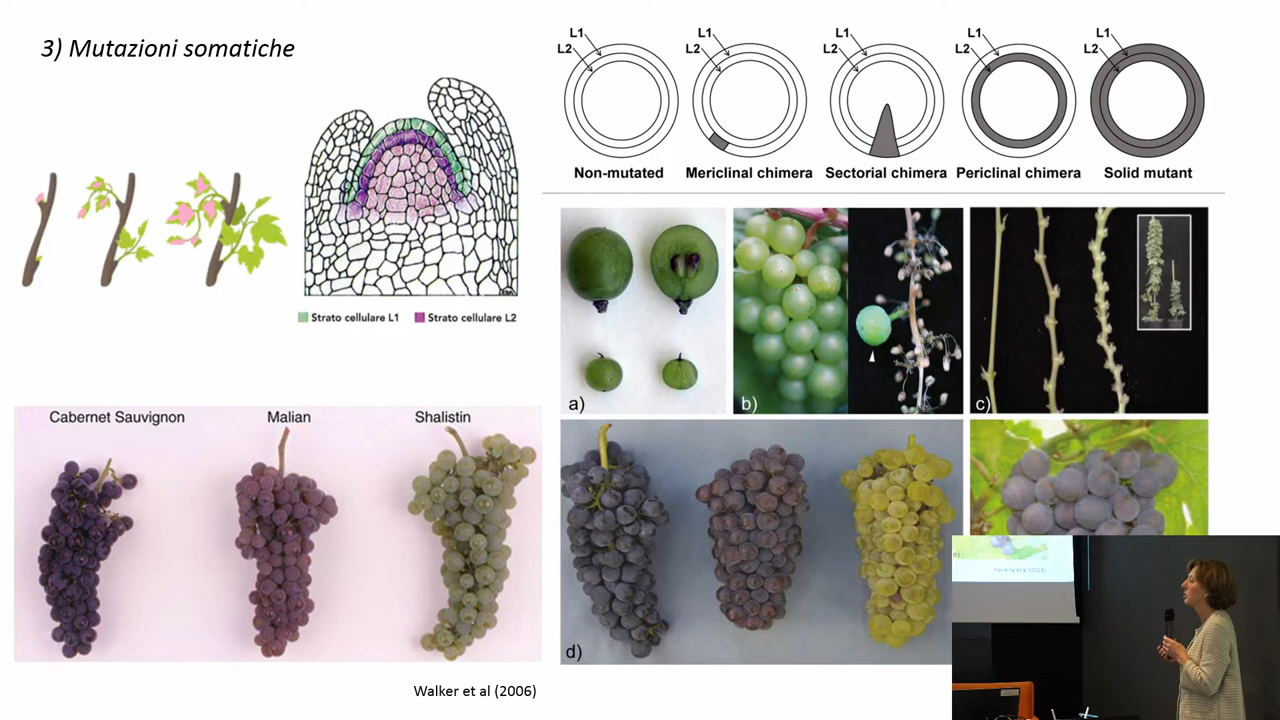 3) Mutazioni somatiche
L1
L2
L1
L2
L1
L2
L1
L2
L1
L2
Non-mutated
Mericlinal chimera
Sectorial chimera
Periclinal chimera
Solid mutant
Strato cellulare L1
Strato cellulare L2
a)
b)
c)
Cabernet Sauvignon
Malian
Shalistin
d)
Walker et al (2006)
e)